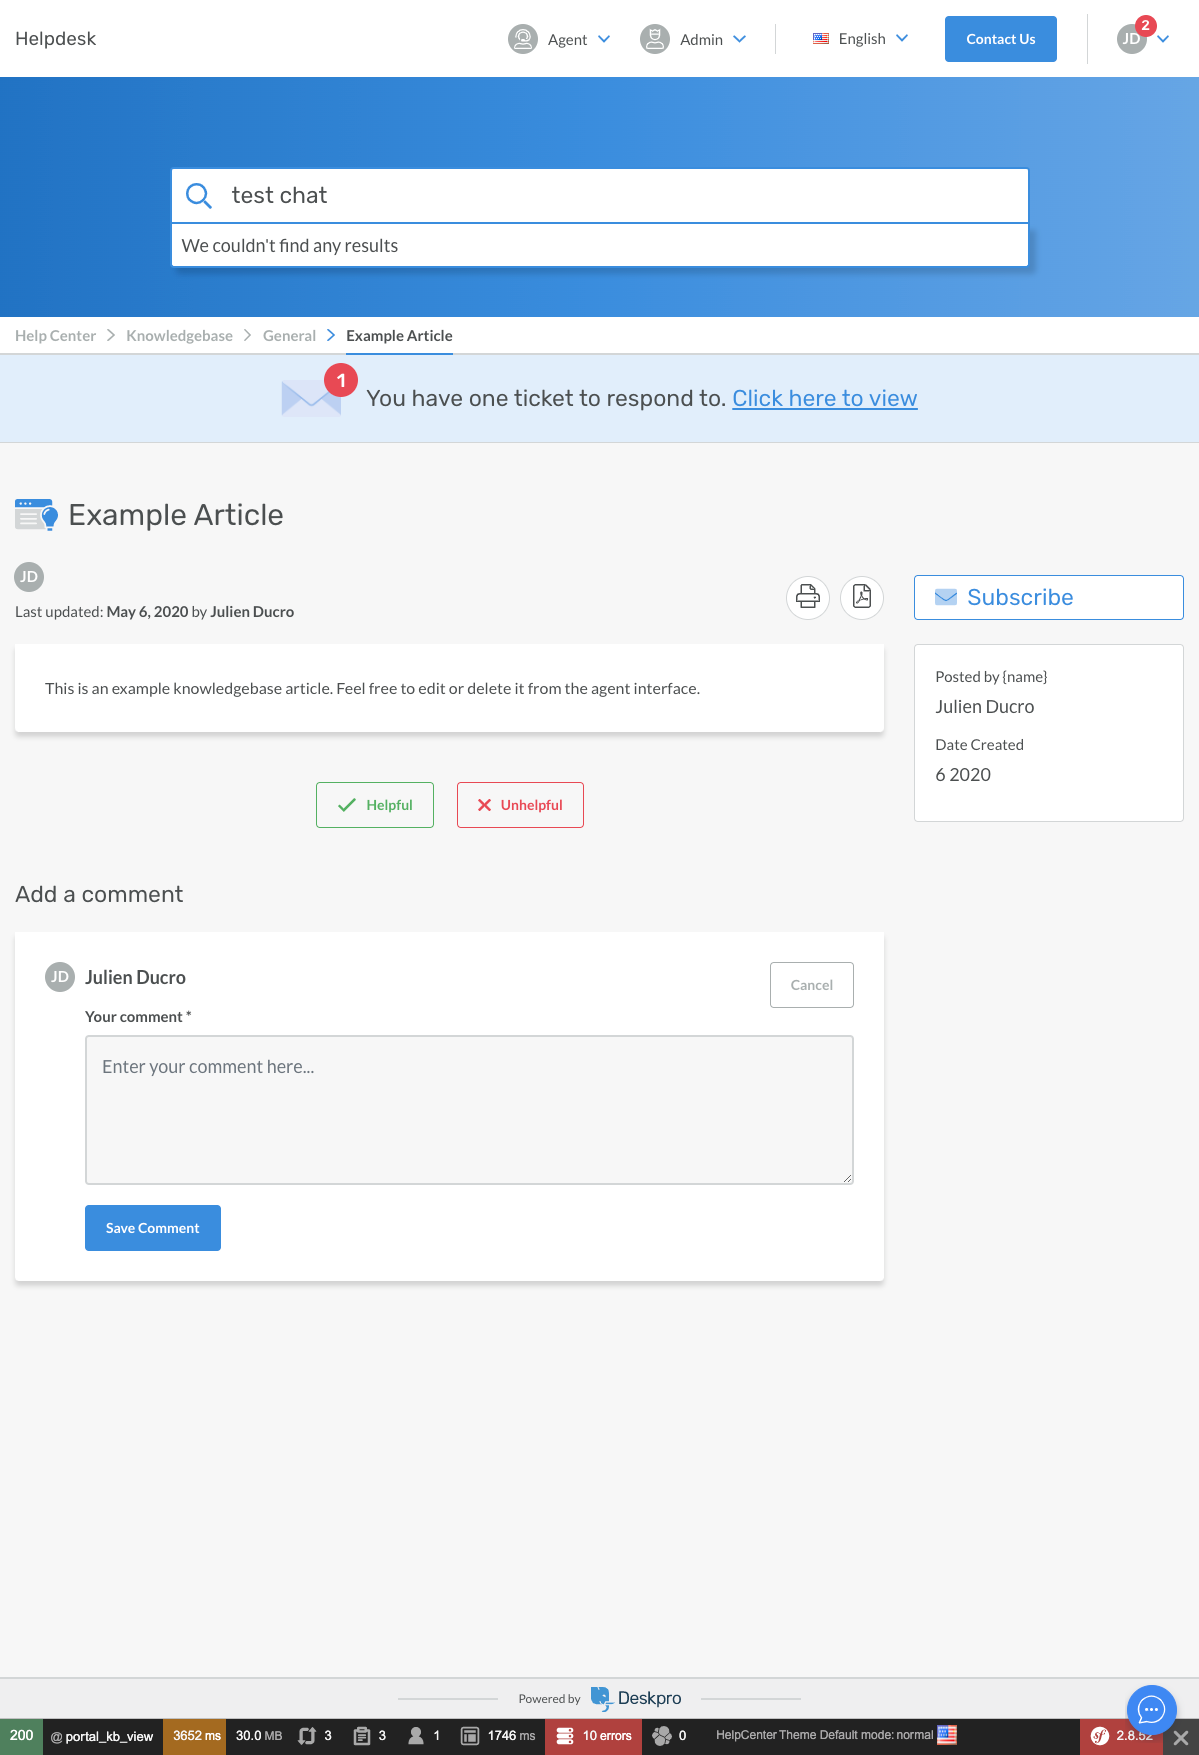 Helpdesk
Agent
Admin
English
Contact Us
JD
2
test chat
We couldn't find any results
Help Center
Knowledgebase
General
Example Article
1
You have one ticket to respond to. Click here to view
Example Article
JD
Last updated: May 6, 2020 by Julien Ducro
Subscribe
This is an example knowledgebase article. Feel free to edit or delete it from the agent interface.
Posted by {name}
Julien Ducro
Date Created
6 2020
Helpful
Unhelpful
Add a comment
JD
Julien Ducro
Cancel
Your comment *
Enter your comment here...
Save Comment
Powered by Deskpro
200 @ portal_kb_view 3652 ms 30.0 MB 3 3 1 1746 ms 10 errors 0 HelpCenter Theme Default mode: normal sf 2.8.52